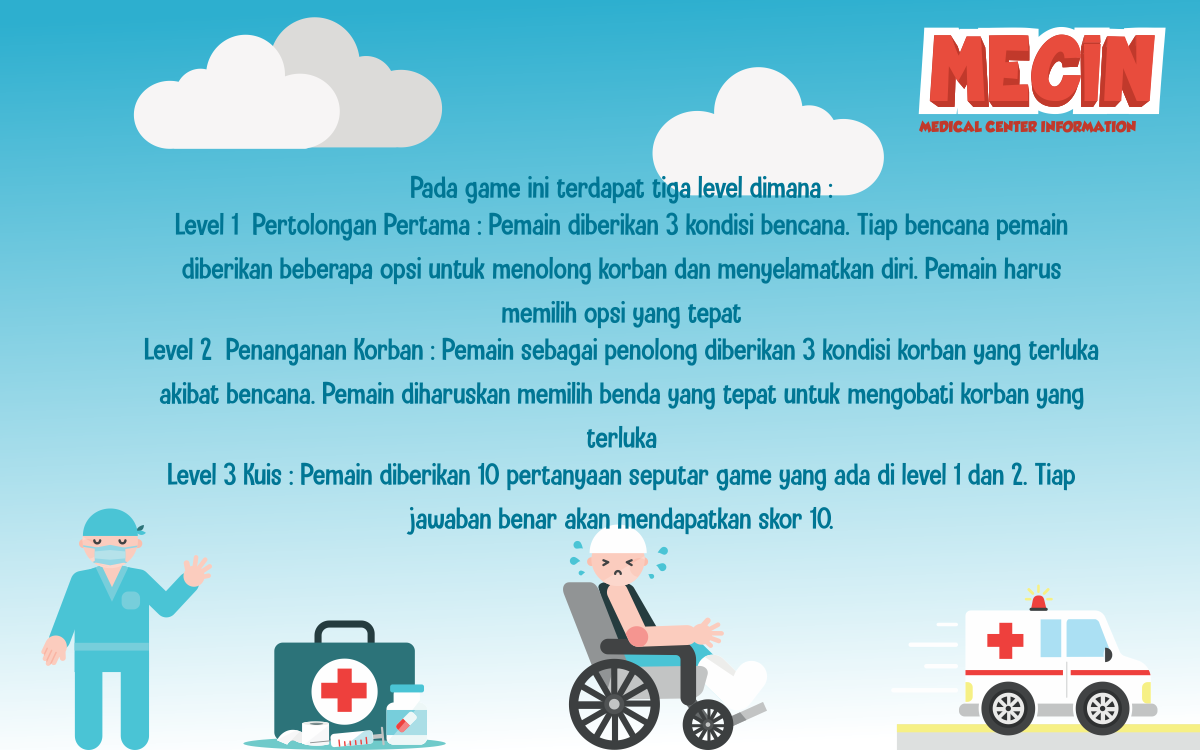 MECIN
MEDICAL CENTER INFORMATION
Pada game ini terdapat tiga level dimana :
Level 1 Pertolongan Pertama : Pemain diberikan 3 kondisi bencana. Tiap bencana pemain
diberikan beberapa opsi untuk menolong korban dan menyelamatkan diri. Pemain harus
memilih opsi yang tepat
Level 2 Penanganan Korban : Pemain sebagai penolong diberikan 3 kondisi korban yang terluka
akibat bencana. Pemain diharuskan memilih benda yang tepat untuk mengobati korban yang
terluka
Level 3 Kuis : Pemain diberikan 10 pertanyaan seputar game yang ada di level 1 dan 2. Tiap
jawaban benar akan mendapatkan skor 10.